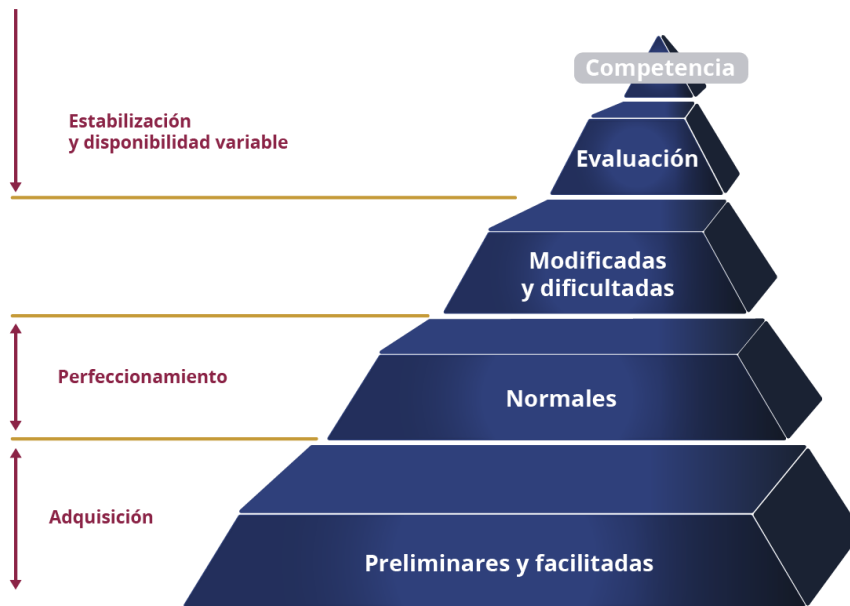 Competencia
Estabilización
y disponibilidad variable
Evaluación
Modificadas
y dificultadas
Perfeccionamiento
Normales
Adquisición
Preliminares y facilitadas